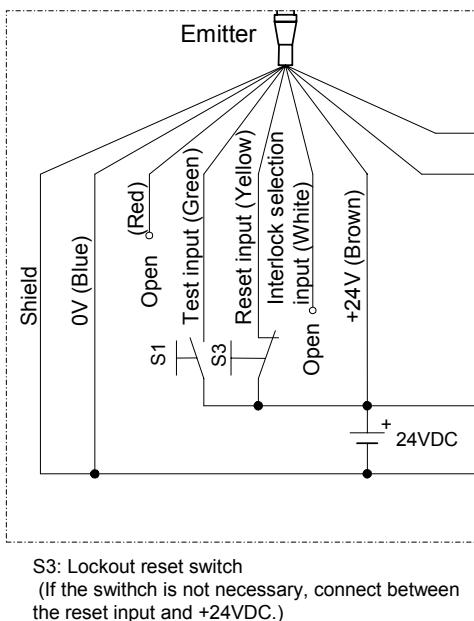 Emitter
Shield
0V (Blue)
(Red)
Open
Test input (Green)
Reset input (Yellow)
Interlock selection
input (White)
Open
+24V (Brown)
S1
S3
+
24VDC
S3: Lockout reset switch
(If the swithch is not necessary, connect between
the reset input and +24VDC.)